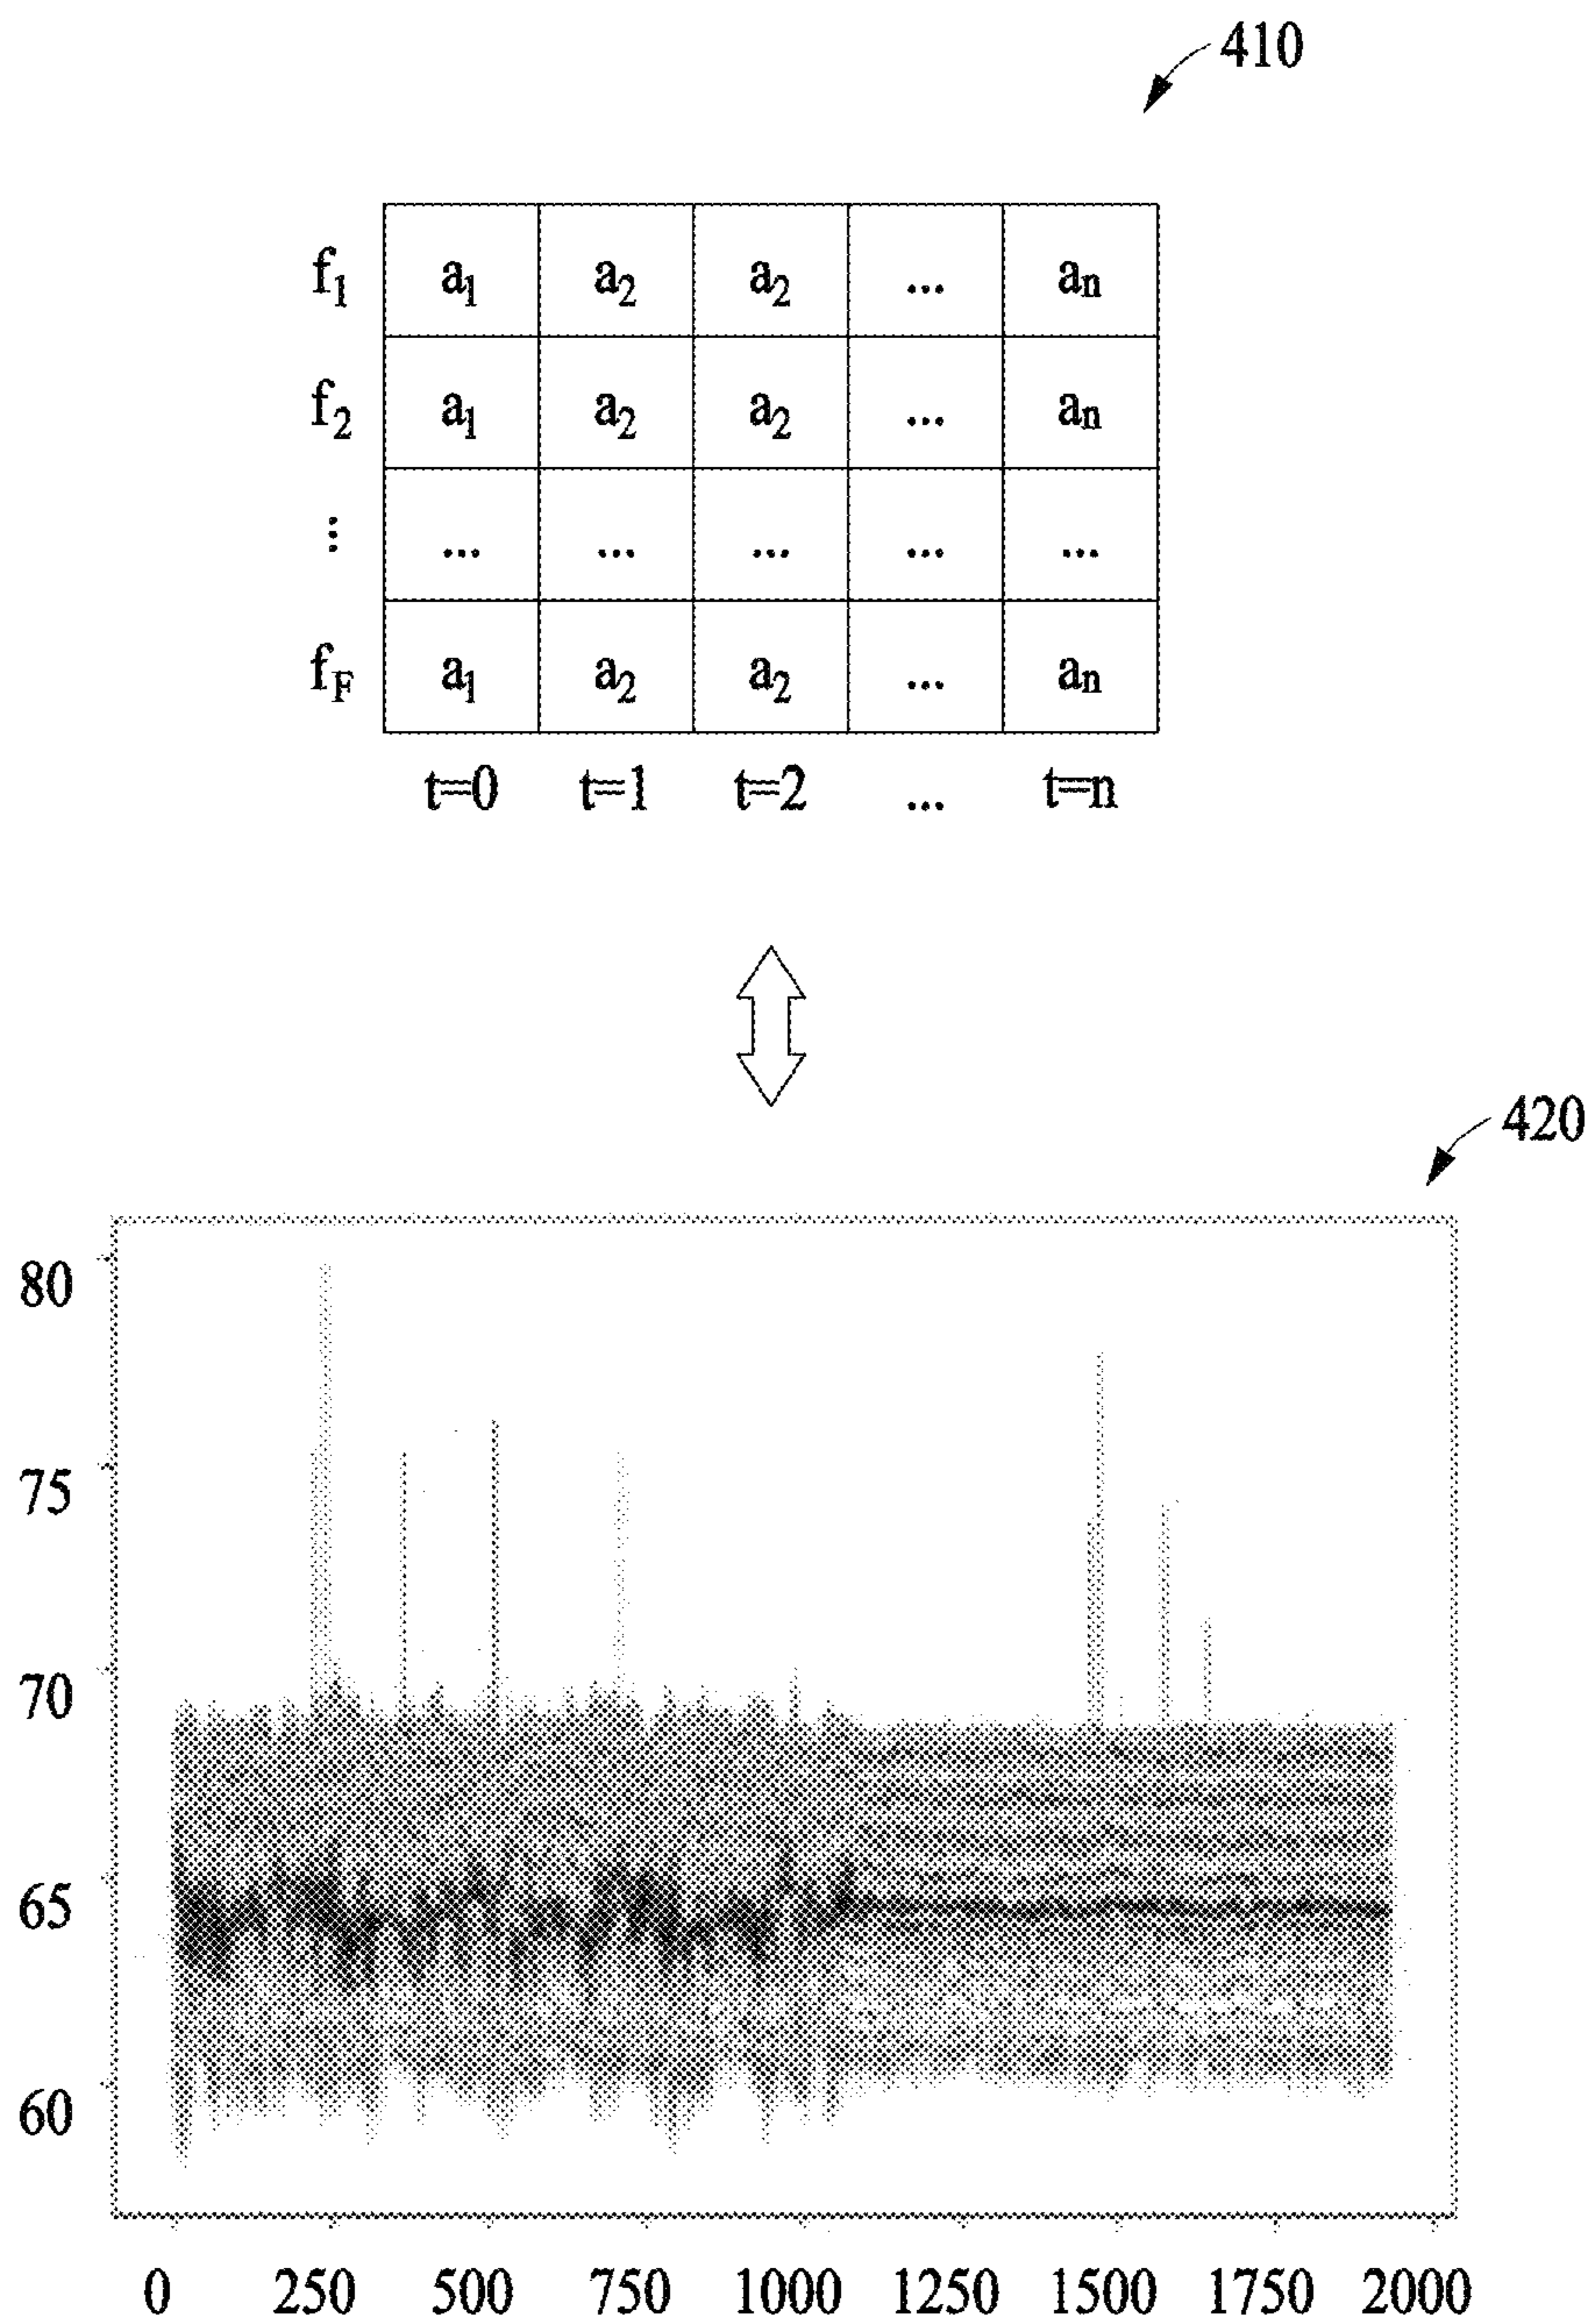 410
f₁ a₁ a₂ a₂ ... aₙ
f₂ a₁ a₂ a₂ ... aₙ
⋮ ... ... ... ... ...
f_F a₁ a₂ a₂ ... aₙ
t=0 t=1 t=2 ... t=n
420
80
75
70
65
60
0 250 500 750 1000 1250 1500 1750 2000